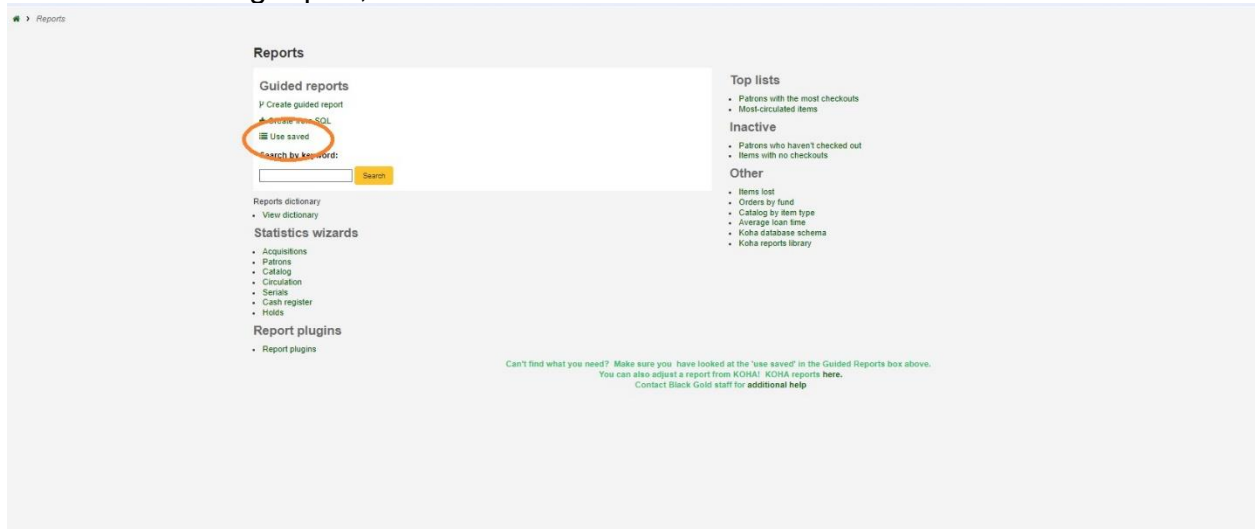 Reports
Reports
Guided reports
Create guided report
SQL
Use saved
Search by keyword:
Search
Reports dictionary
View dictionary
Statistics wizards
Acquisitions
Patrons
Catalog
Circulation
Serials
Cash register
Holds
Report plugins
Report plugins
Top lists
Patrons with the most checkouts
Most-circulated items
Inactive
Patrons who haven't checked out
Items with no checkouts
Other
Items lost
Orders by fund
Catalog by item type
Average loan time
Koha database schema
Koha reports library
Can't find what you need? Make sure you have looked at the 'use saved' in the Guided Reports box above.
You can also adjust a report from KOHA! KOHA reports here.
Contact Black Gold staff for additional help